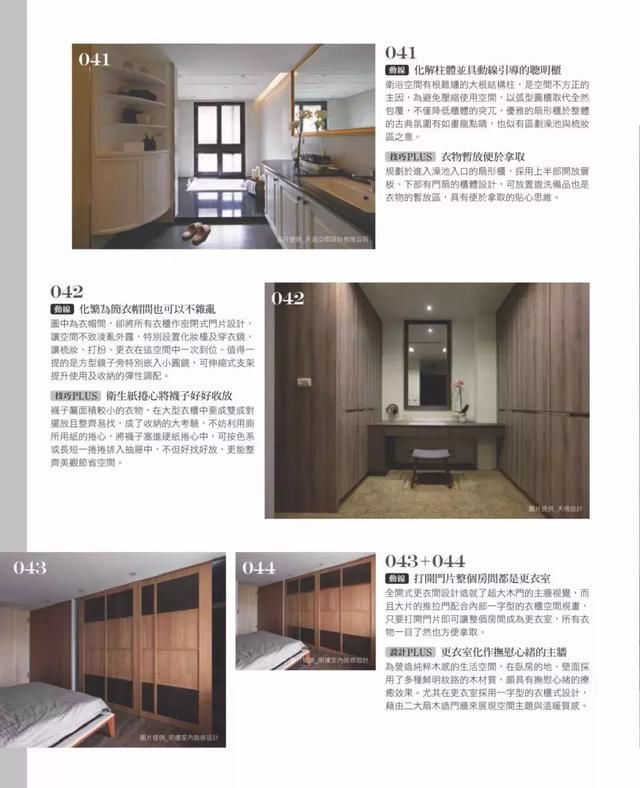 041
圖片提供_天涵空間設計有限公司
041
動線 化解柱體並具動線引導的聰明櫃
衛浴空間有根難纏的大根結構柱，是空間不方正的
主因，為避免壓縮使用空間，以弧型圓櫃取代全然
包覆，不僅降低櫃體的突兀，優雅的扇形櫃於整體
的古典氛圍有如畫龍點睛，也似有區劃澡池與梳妝
區之意。
技巧PLUS 衣物暫放便於拿取
規劃於進入澡池入口的扇形櫃，採用上半部開放層
板、下部有門扇的櫃體設計，可放置盥洗備品也是
衣物的暫放區，具有便於拿取的貼心思維。
042
動線 化繁為簡衣帽間也可以不雜亂
圖中為衣帽間，卻將所有衣櫃作密閉式門片設計，
讓空間不致凌亂外露，特別設置化妝檯及穿衣鏡，
讓梳妝、打扮、更衣在這空間中一次到位。值得一
提的是方型鏡子旁特別嵌入小圓鏡，可伸縮式支架
提升使用及收納的彈性調配。
技巧PLUS 衛生紙捲心將襪子好好收放
襪子屬面積較小的衣物，在大型衣櫃中要成雙成對
擺放且整齊易找，成了收納的大考驗，不妨利用廁
所用紙的捲心，將襪子塞進硬紙捲心中，可按色系
或長短一捲捲排入抽屜中，不但好找好放，更能整
齊美觀節省空間。
042
圖片提供_天境設計
043
圖片提供_明樓室內裝修設計
044
圖片提供_明樓室內裝修設計
043+044
動線 打開門片整個房間都是更衣室
全開式更衣間設計造就了超大木門的主牆視覺，而
且大片的推拉門配合內部一字型的衣櫃空間規畫，
只要打開門片即可讓整個房間成為更衣室，所有衣
物一目了然也方便拿取。
設計PLUS 更衣室化作撫慰心緒的主牆
為營造純粹木感的生活空間，在臥房的地、壁面採
用了多種鮮明紋路的木材質，頗具有撫慰心緒的療
癒效果。尤其在更衣室採用一字型的衣櫃式設計，
藉由二大扇木造門牆來展現空間主題與溫暖質感。